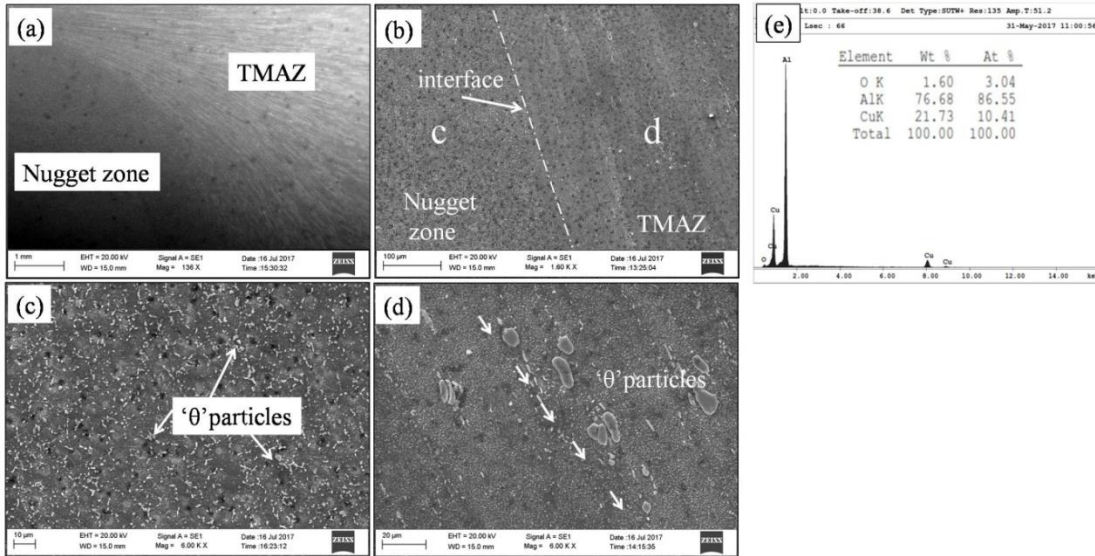 (a)
TMAZ
Nugget zone
1 mm
EHT = 20.00 kV
WD = 15.0 mm
Signal A = SE1
Mag = 136 X
Date :16 Jul 2017
Time :15:30:32
ZEISS
(b)
interface
c
d
Nugget
zone
TMAZ
100 µm
EHT = 20.00 kV
WD = 15.0 mm
Signal A = SE1
Mag = 1.60 K X
Date :16 Jul 2017
Time :13:25:04
ZEISS
(e)
lt:0.0 Take-off:38.6 Det Type:SUTW+ Res:135 Amp.T:51.2
Lsec : 66 31-May-2017 11:00:56
Element Wt % At %
O K 1.60 3.04
AlK 76.68 86.55
CuK 21.73 10.41
Total 100.00 100.00
Al
Cu
Cu
O
Cu
Cu
2.00 4.00 6.00 8.00 10.00 12.00 14.00 ke
(c)
‘θ’particles
10 µm
EHT = 20.00 kV
WD = 15.0 mm
Signal A = SE1
Mag = 6.00 K X
Date :16 Jul 2017
Time :16:23:12
ZEISS
(d)
‘θ’particles
20 µm
EHT = 20.00 kV
WD = 15.0 mm
Signal A = SE1
Mag = 6.00 K X
Date :16 Jul 2017
Time :14:15:35
ZEISS